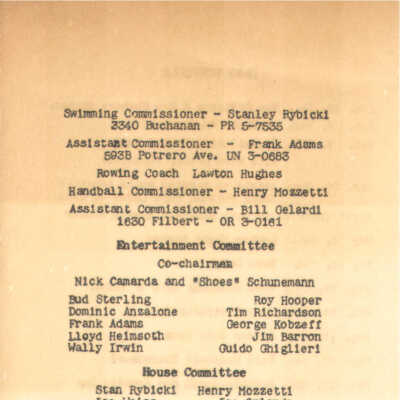 Swimming Commissioner - Stanley Rybicki
2340 Buchanan - PR 5-7535
Assistant Commissioner - Frank Adams
593B Potrero Ave. UN 3-0683
Rowing Coach Lawton Hughes
Handball Commissioner - Henry Mozzetti
Assistant Commissioner - Bill Gelardi
1630 Filbert - OR 3-0161
Entertainment Committee
Co-chairman
Nick Camarda and "Shoes" Schunemann
Bud Sterling Roy Hooper
Dominic Anzalone Tim Richardson
Frank Adams George Kobzeff
Lloyd Heimsoth Jim Barron
Wally Irwin Guido Ghiglieri
House Committee
Stan Rybicki Henry Mozzetti